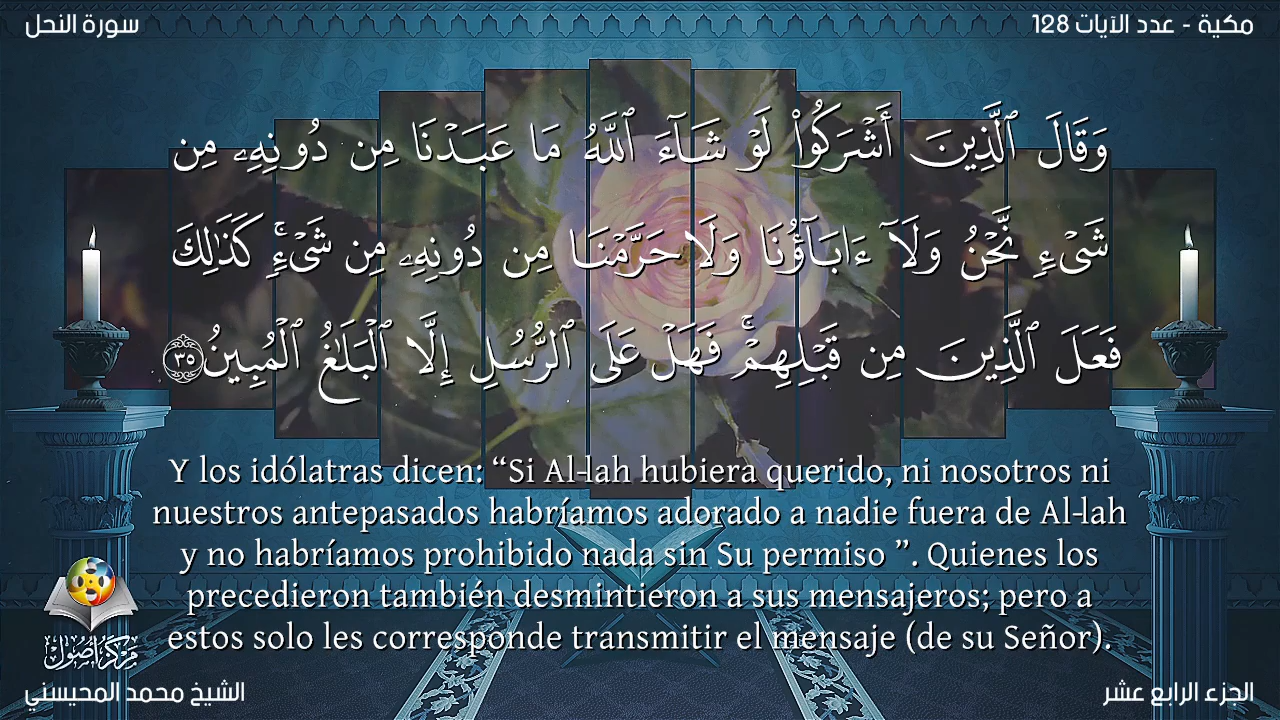 سورة النحل
مكية - عدد الآيات 128
وَقَالَ ٱلَّذِينَ أَشْرَكُوا۟ لَوْ شَآءَ ٱللَّهُ مَا عَبَدْنَا مِن دُونِهِۦ مِن
شَىْءٍ نَّحْنُ وَلَآ ءَابَآؤُنَا وَلَا حَرَّمْنَا مِن دُونِهِۦ مِن شَىْءٍۚ كَذَٰلِكَ
فَعَلَ ٱلَّذِينَ مِن قَبْلِهِمْۚ فَهَلْ عَلَى ٱلرُّسُلِ إِلَّا ٱلْبَلَٰغُ ٱلْمُبِينُ ٣٥
Y los idólatras dicen: “Si Al-lah hubiera querido, ni nosotros ni
nuestros antepasados habríamos adorado a nadie fuera de Al-lah
y no habríamos prohibido nada sin Su permiso ”. Quienes los
precedieron también desmintieron a sus mensajeros; pero a
estos solo les corresponde transmitir el mensaje (de su Señor).
مركز أصول
الشيخ محمد المحيسني
الجزء الرابع عشر